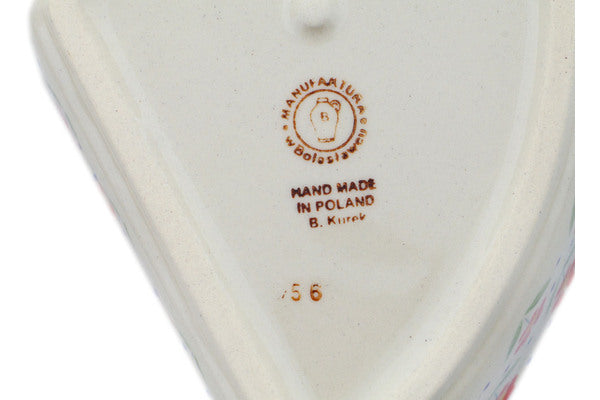 MANUFAKTURA
w Bolesławcu
B
HAND MADE
IN POLAND
B. Kurek
56